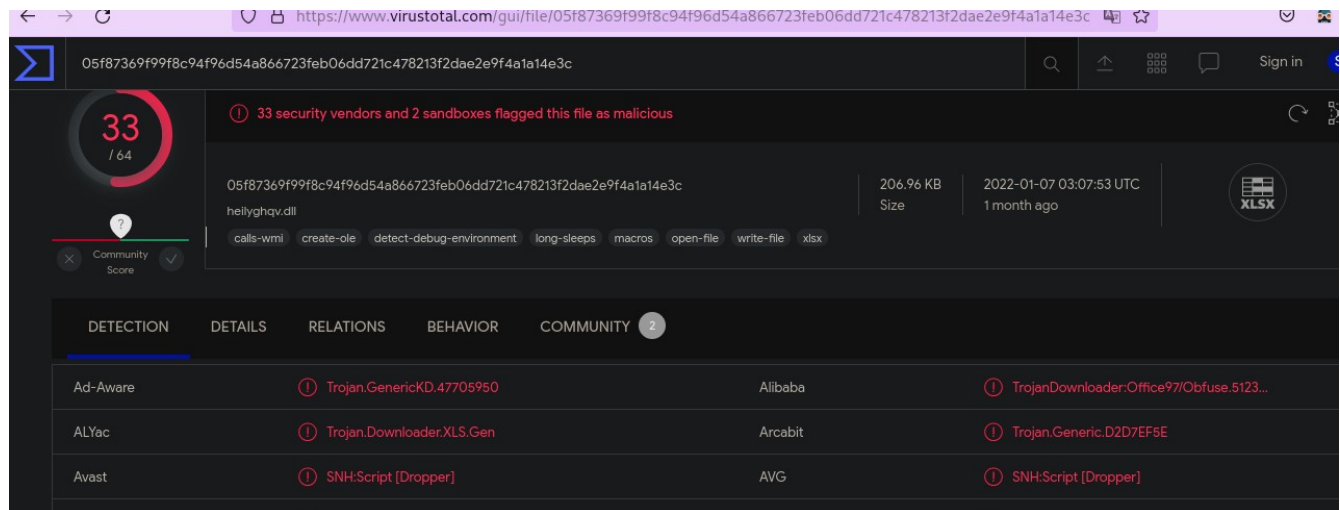 https://www.virustotal.com/gui/file/05f87369f99f8c94f96d54a866723feb06dd721c478213f2dae2e9f4a1a14e3c
05f87369f99f8c94f96d54a866723feb06dd721c478213f2dae2e9f4a1a14e3c
Sign in
33
/ 64
33 security vendors and 2 sandboxes flagged this file as malicious
05f87369f99f8c94f96d54a866723feb06dd721c478213f2dae2e9f4a1a14e3c
heilyghqv.dll
206.96 KB
Size
2022-01-07 03:07:53 UTC
1 month ago
XLSX
calls-wmi create-ole detect-debug-environment long-sleeps macros open-file write-file xlsx
?
Community
Score
DETECTION DETAILS RELATIONS BEHAVIOR COMMUNITY 2
Ad-Aware Trojan.GenericKD.47705950 Alibaba TrojanDownloader:Office97/Obfuse.5123...
ALYac Trojan.Downloader.XLS.Gen Arcabit Trojan.Generic.D2D7EF5E
Avast SNH:Script [Dropper] AVG SNH:Script [Dropper]